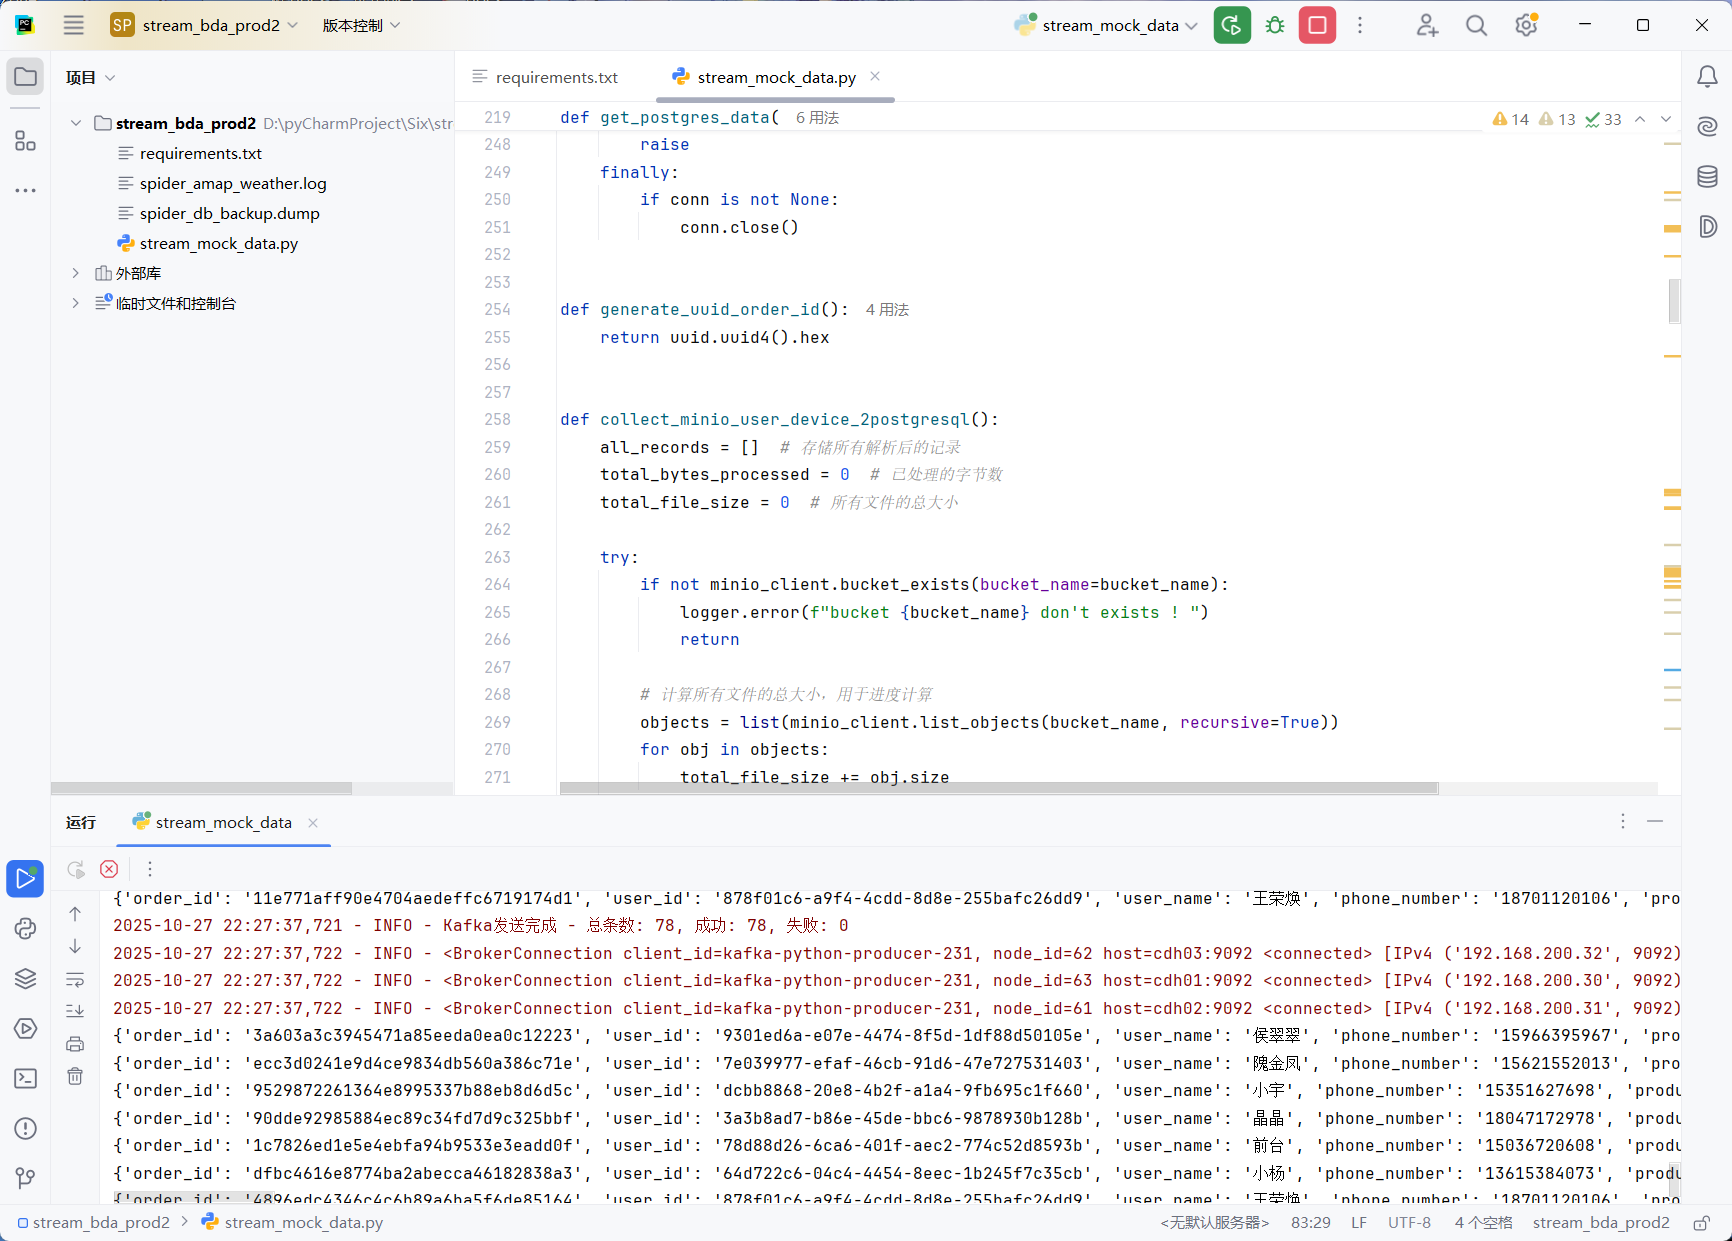 SP stream_bda_prod2 版本控制 stream_mock_data
项目
requirements.txt stream_mock_data.py
stream_bda_prod2 D:\pyCharmProject\Six\str
requirements.txt
spider_amap_weather.log
spider_db_backup.dump
stream_mock_data.py
外部库
临时文件和控制台
14 13 33
219 def get_postgres_data( 6 用法
248 raise
249 finally:
250 if conn is not None:
251 conn.close()
252
253
254 def generate_uuid_order_id(): 4 用法
255 return uuid.uuid4().hex
256
257
258 def collect_minio_user_device_2postgresql():
259 all_records = [] # 存储所有解析后的记录
260 total_bytes_processed = 0 # 已处理的字节数
261 total_file_size = 0 # 所有文件的总大小
262
263 try:
264 if not minio_client.bucket_exists(bucket_name=bucket_name):
265 logger.error(f"bucket {bucket_name} don't exists ! ")
266 return
267
268 # 计算所有文件的总大小，用于进度计算
269 objects = list(minio_client.list_objects(bucket_name, recursive=True))
270 for obj in objects:
271 total_file_size += obj.size
运行 stream_mock_data
{'order_id': '11e771aff90e4704aedeffc6719174d1', 'user_id': '878f01c6-a9f4-4cdd-8d8e-255bafc26dd9', 'user_name': '王荣焕', 'phone_number': '18701120106', 'pro
2025-10-27 22:27:37,721 - INFO - Kafka发送完成 - 总条数: 78, 成功: 78, 失败: 0
2025-10-27 22:27:37,722 - INFO - <BrokerConnection client_id=kafka-python-producer-231, node_id=62 host=cdh03:9092 <connected> [IPv4 ('192.168.200.32', 9092)
2025-10-27 22:27:37,722 - INFO - <BrokerConnection client_id=kafka-python-producer-231, node_id=63 host=cdh01:9092 <connected> [IPv4 ('192.168.200.30', 9092)
2025-10-27 22:27:37,722 - INFO - <BrokerConnection client_id=kafka-python-producer-231, node_id=61 host=cdh02:9092 <connected> [IPv4 ('192.168.200.31', 9092)
{'order_id': '3a603a3c3945471a85eeda0ea0c12223', 'user_id': '9301ed6a-e07e-4474-8f5d-1df88d50105e', 'user_name': '侯翠翠', 'phone_number': '15966395967', 'pro
{'order_id': 'ecc3d0241e9d4ce9834db560a386c71e', 'user_id': '7e039977-efaf-46cb-91d6-47e727531403', 'user_name': '隗金凤', 'phone_number': '15621552013', 'pro
{'order_id': '9529872261364e8995337b88eb8d6d5c', 'user_id': 'dcbb8868-20e8-4b2f-a1a4-9fb695c1f660', 'user_name': '小宇', 'phone_number': '15351627698', 'produ
{'order_id': '90dde92985884ec89c34fd7d9c325bbf', 'user_id': '3a3b8ad7-b86e-45de-bbc6-9878930b128b', 'user_name': '晶晶', 'phone_number': '18047172978', 'produ
{'order_id': '1c7826ed1e5e4ebfa94b9533e3eadd0f', 'user_id': '78d88d26-6ca6-401f-aec2-774c52d8593b', 'user_name': '前台', 'phone_number': '15036720608', 'produ
{'order_id': 'dfbc4616e8774ba2abecca46182838a3', 'user_id': '64d722c6-04c4-4454-8eec-1b245f7c35cb', 'user_name': '小杨', 'phone_number': '13615384073', 'produ
{'order_id': '4896edc4346c4c6b89a6ba5f6de85164', 'user_id': '878f01c6-a9f4-4cdd-8d8e-255bafc26dd9', 'user_name': '王荣焕', 'phone_number': '18701120106', 'pro
stream_bda_prod2 > stream_mock_data.py <无默认服务器> 83:29 LF UTF-8 4 个空格 stream_bda_prod2